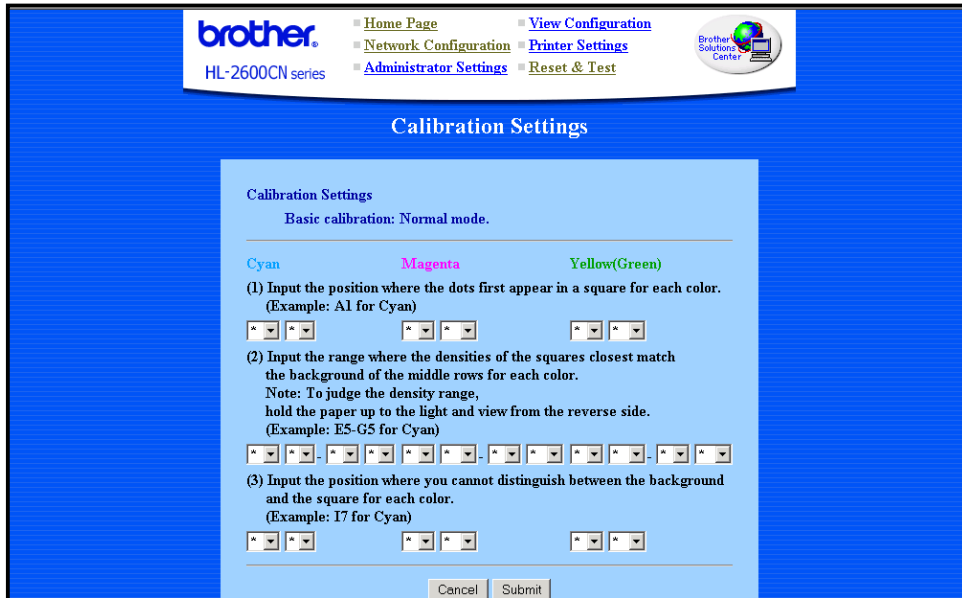 brother.
HL-2600CN series
Home Page
View Configuration
Network Configuration
Printer Settings
Administrator Settings
Reset & Test
Brother
Solutions
Center
Calibration Settings
Calibration Settings
Basic calibration: Normal mode.
Cyan Magenta Yellow(Green)
(1) Input the position where the dots first appear in a square for each color.
(Example: A1 for Cyan)
* * * * * *
(2) Input the range where the densities of the squares closest match
the background of the middle rows for each color.
Note: To judge the density range,
hold the paper up to the light and view from the reverse side.
(Example: E5-G5 for Cyan)
* * - * * * * - * * * * - * *
(3) Input the position where you cannot distinguish between the background
and the square for each color.
(Example: I7 for Cyan)
* * * * * *
Cancel Submit